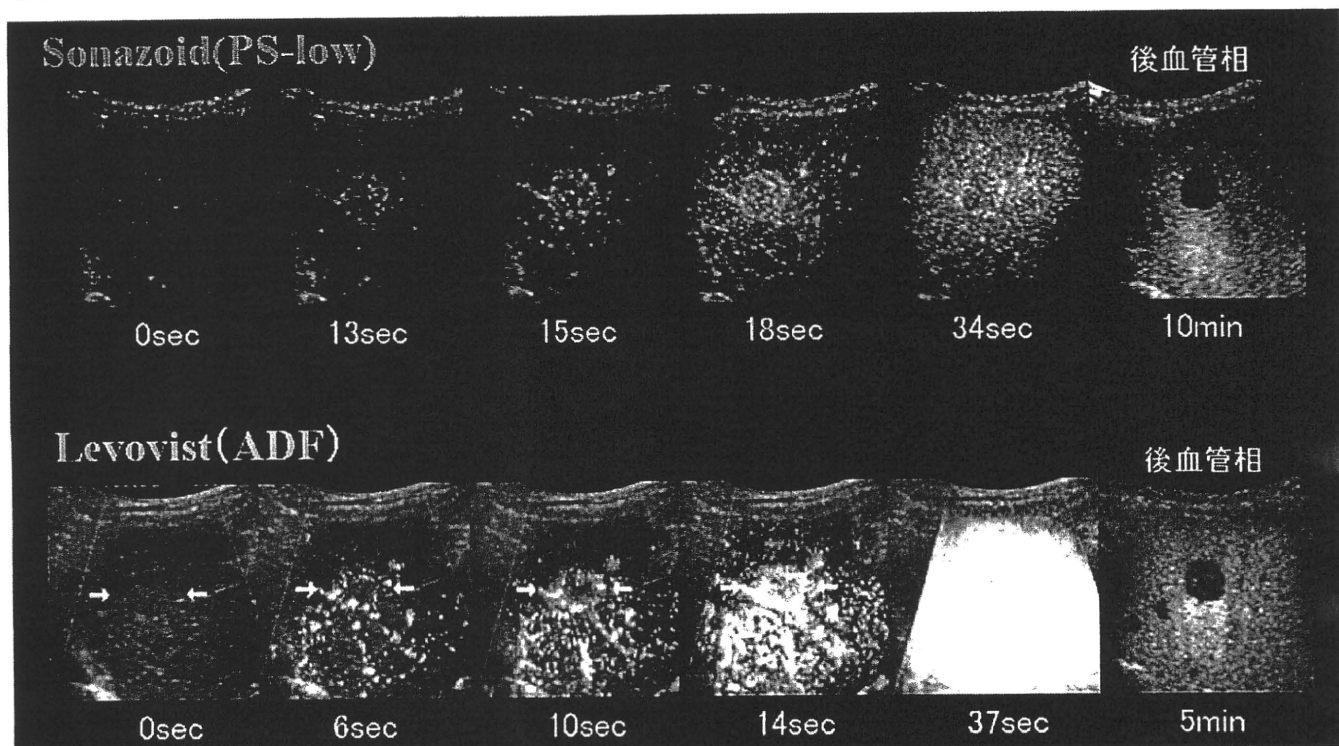 Sonazoid(PS-low)
後血管相
0sec 13sec 15sec 18sec 34sec 10min
Levovist(ADF)
後血管相
0sec 6sec 10sec 14sec 37sec 5min